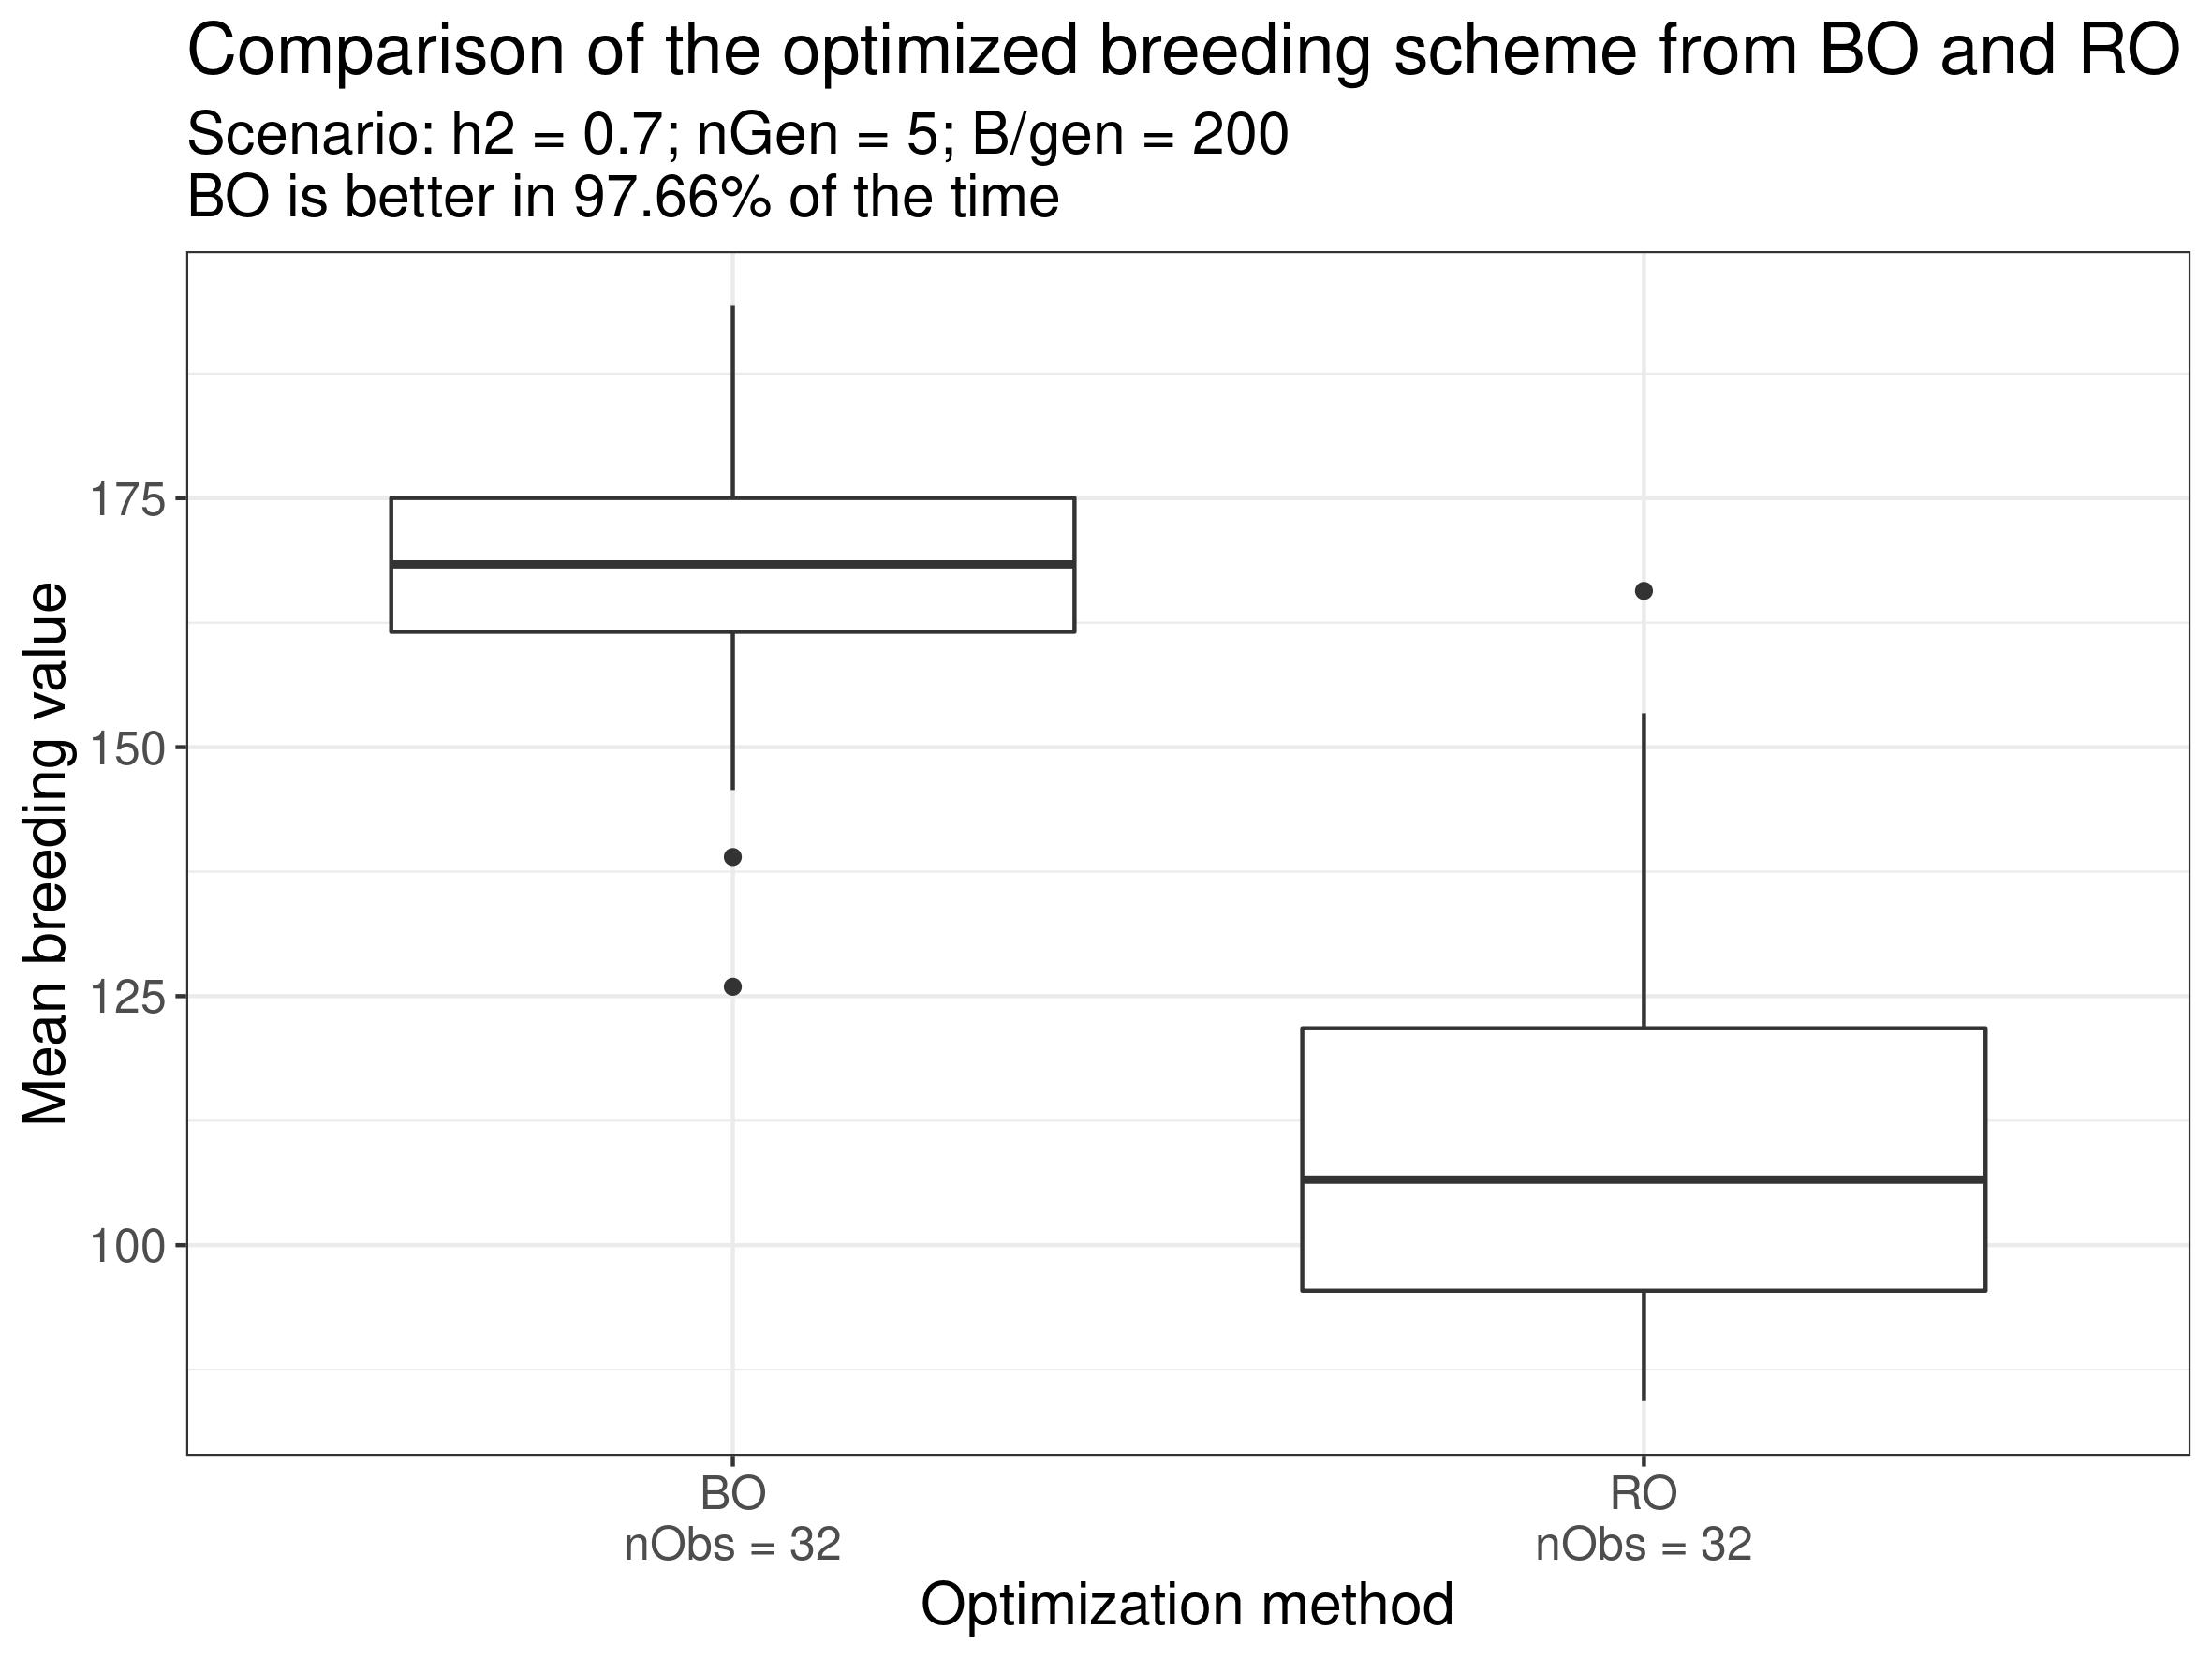 Comparison of the optimized breeding scheme from BO and RO
Scenario: h2 = 0.7; nGen = 5; B/gen = 200
BO is better in 97.66% of the time
Mean breeding value
175
150
125
100
BO
nObs = 32
RO
nObs = 32
Optimization method